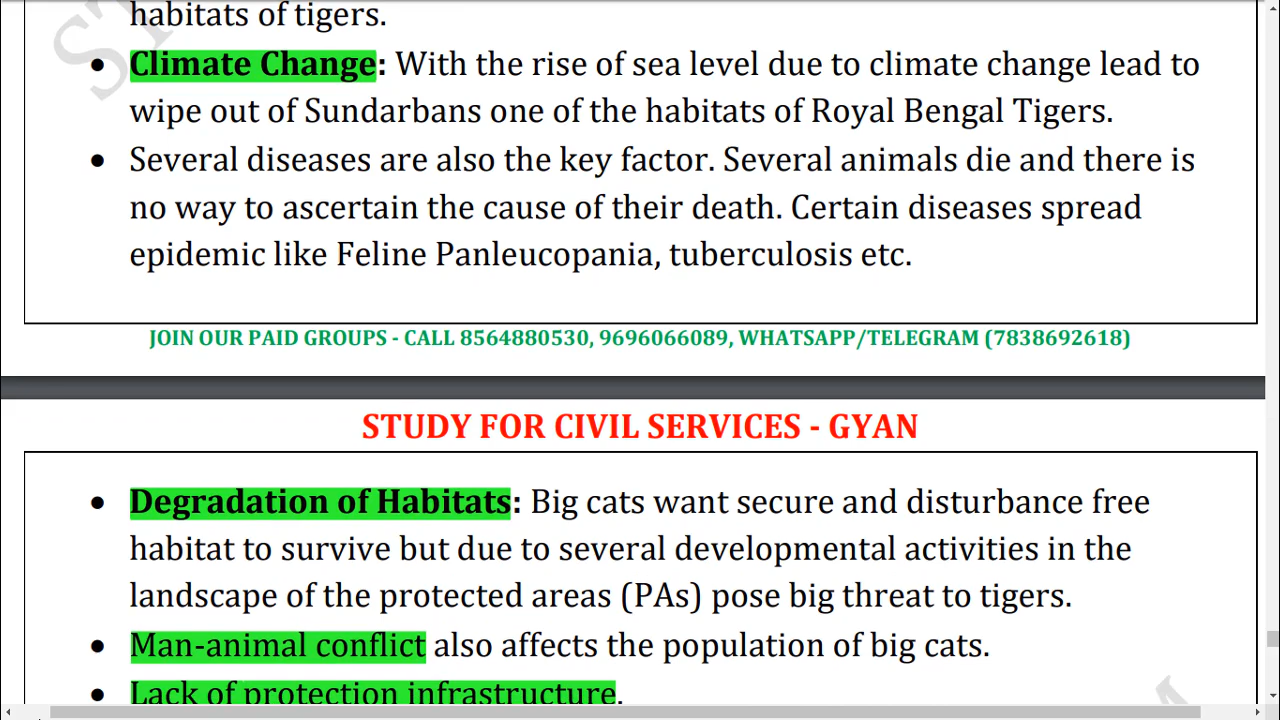 habitats of tigers.
• Climate Change: With the rise of sea level due to climate change lead to
wipe out of Sundarbans one of the habitats of Royal Bengal Tigers.
• Several diseases are also the key factor. Several animals die and there is
no way to ascertain the cause of their death. Certain diseases spread
epidemic like Feline Panleucopania, tuberculosis etc.
JOIN OUR PAID GROUPS - CALL 8564880530, 9696066089, WHATSAPP/TELEGRAM (7838692618)
STUDY FOR CIVIL SERVICES - GYAN
• Degradation of Habitats: Big cats want secure and disturbance free
habitat to survive but due to several developmental activities in the
landscape of the protected areas (PAs) pose big threat to tigers.
• Man-animal conflict also affects the population of big cats.
• Lack of protection infrastructure.